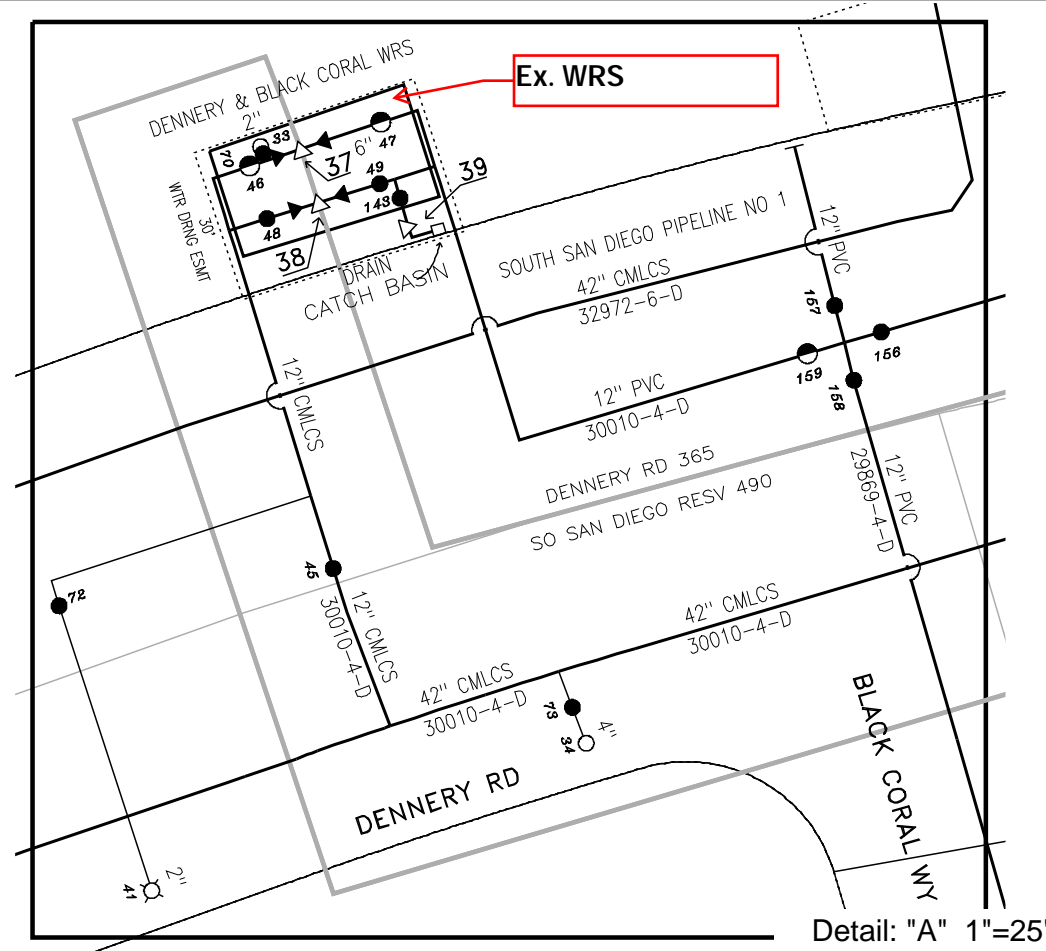 DENNERY & BLACK CORAL WRS
Ex. WRS
2"
33
70
46
6"
47
37
49
39
143
48
38
30'
WTR DRNG ESMT
DRAIN
CATCH BASIN
SOUTH SAN DIEGO PIPELINE NO 1
42" CMLCS
32972-6-D
12" PVC
157
156
159
158
12" CMLCS
12" PVC
30010-4-D
DENNERY RD 365
SO SAN DIEGO RESV 490
12" PVC
29869-4-D
45
72
12" CMLCS
30010-4-D
42" CMLCS
30010-4-D
42" CMLCS
30010-4-D
73
34
4"
DENNERY RD
BLACK CORAL WY
41
2"
Detail: "A" 1"=25'